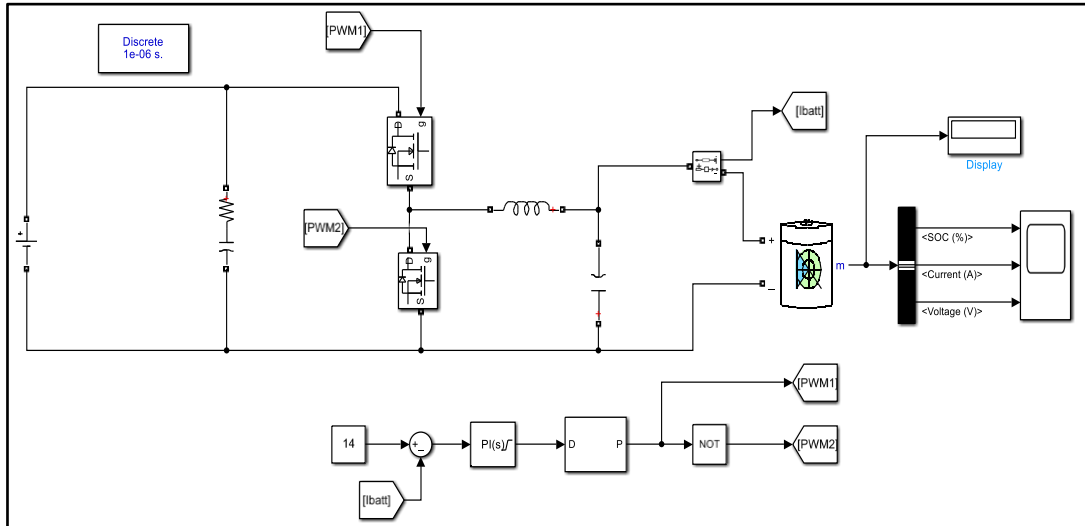 Discrete
1e-06 s.
[PWM1]
D
g
S
[PWM2]
D
g
S
[Ibatt]
Display
+
+
_
m
<SOC (%)>
<Current (A)>
<Voltage (V)>
14
+
_
PI(s)
D
P
NOT
[PWM1]
[PWM2]
[Ibatt]